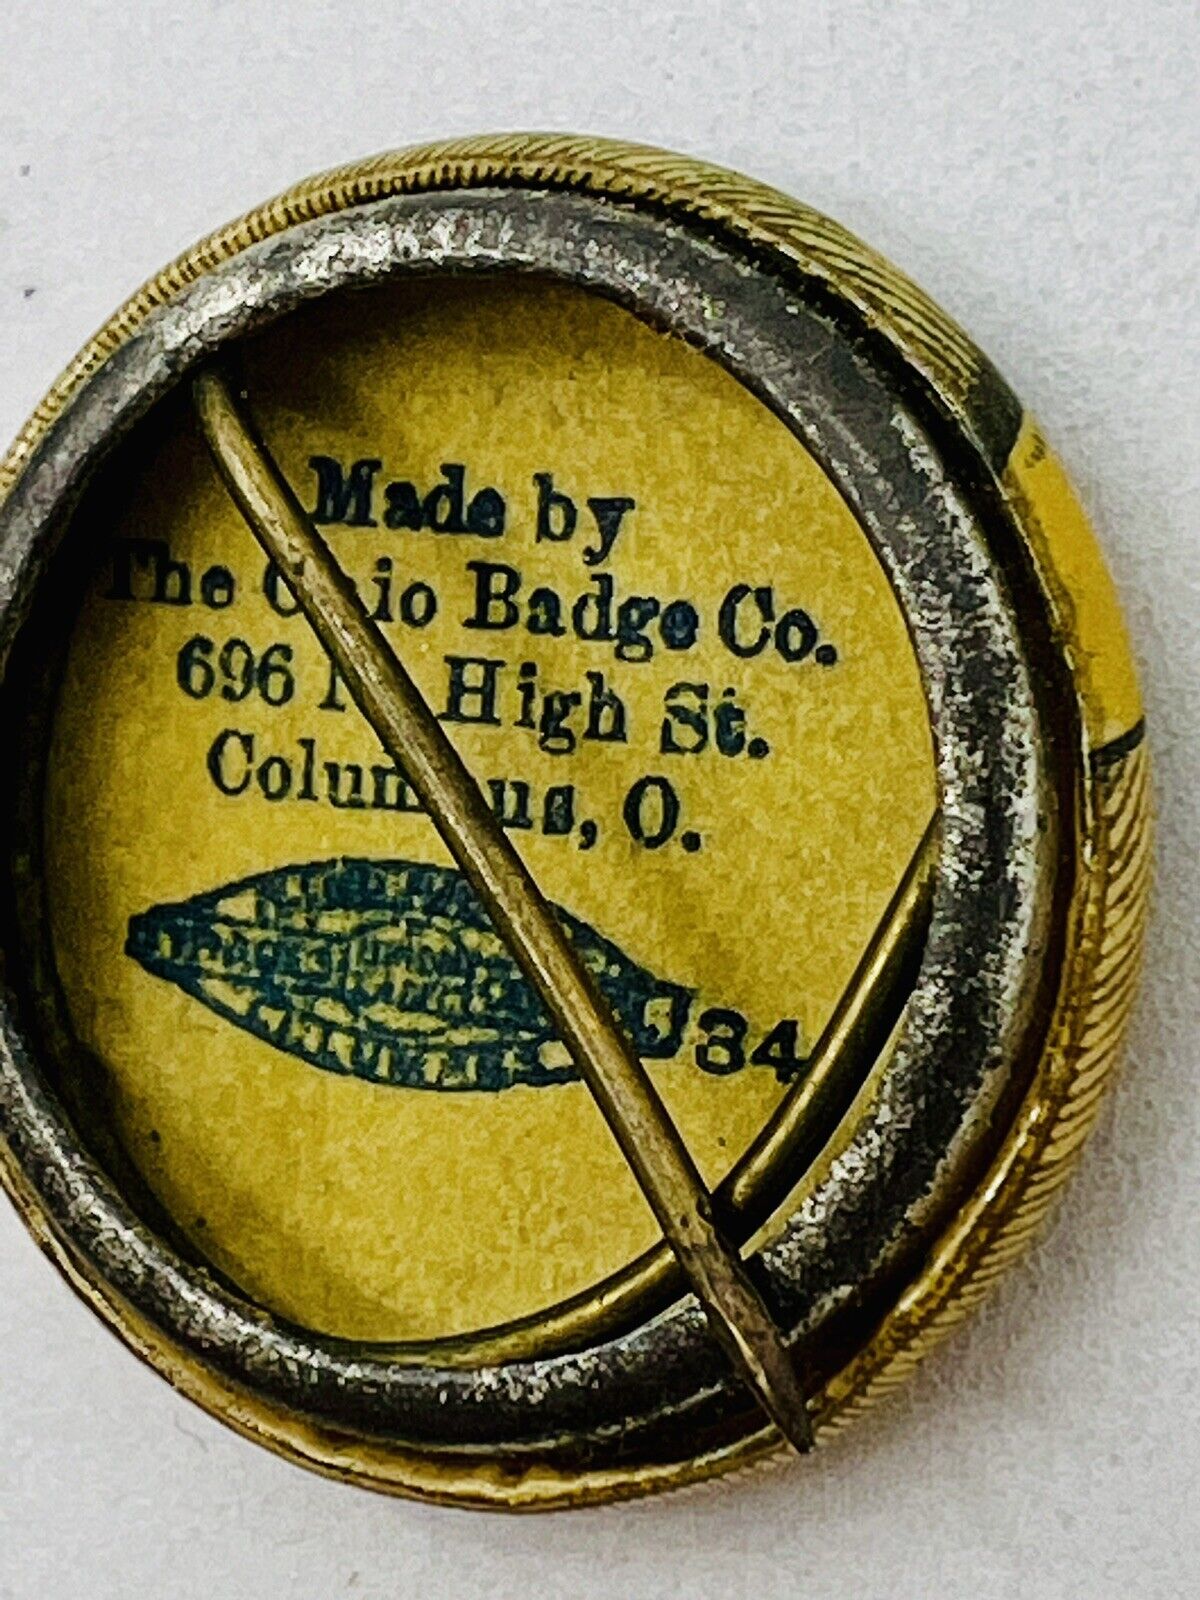 Made by
The Ohio Badge Co.
696 N. High St.
Columbus, O.
34